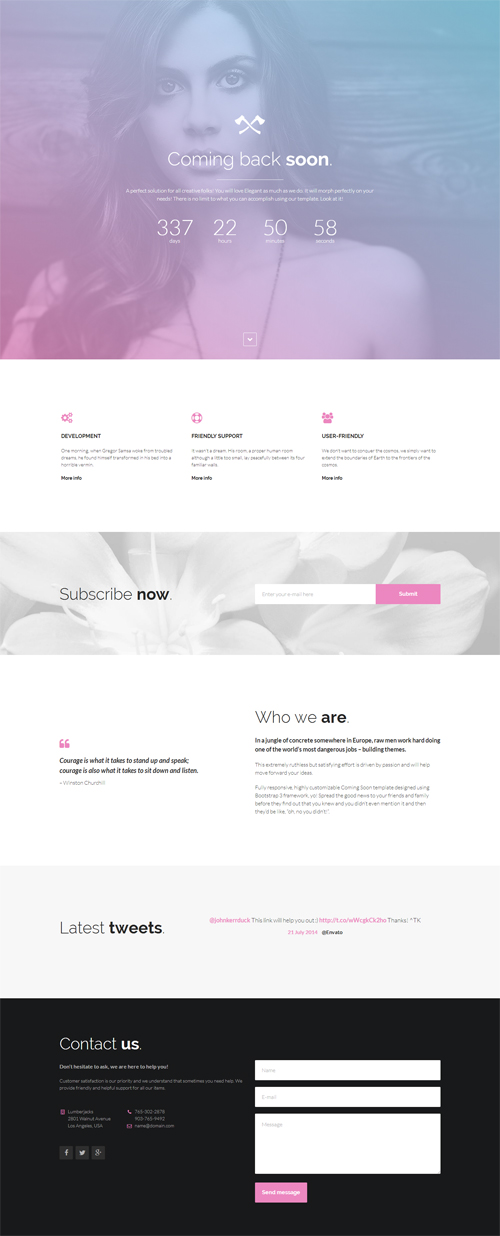 Coming back soon.
A perfect solution for all creative folks! You will love Elegant as much as we do. It will morph perfectly on your
needs! There is no limit to what you can accomplish using our template. Look at it!
337 22 50 58
days hours minutes seconds
DEVELOPMENT
One morning, when Gregor Samsa woke from troubled
dreams, he found himself transformed in his bed into a
horrible vermin.
More info
FRIENDLY SUPPORT
It wasn't a dream. His room, a proper human room
although a little too small, lay peacefully between its four
familiar walls.
More info
USER-FRIENDLY
We don't want to conquer the cosmos, we simply want to
extend the boundaries of Earth to the frontiers of the
cosmos.
More info
Subscribe now.
Enter your e-mail here
Submit
Courage is what it takes to stand up and speak;
courage is also what it takes to sit down and listen.
– Winston Churchill
Who we are.
In a jungle of concrete somewhere in Europe, raw men work hard doing
one of the world's most dangerous jobs – building themes.
This extremely ruthless but satisfying effort is driven by passion and will help
move forward your ideas.
Fully responsive, highly customizable Coming Soon template designed using
Bootstrap 3 framework, yo! Spread the good news to your friends and family
before they find out that you knew and you didn't even mention it and then
they'd be like, "oh, no you didn't!".
Latest tweets.
@johnkernduck This link will help you out :) http://t.co/wWcgkCk2ho Thanks! ^TK
21 July 2014 @Envato
Contact us.
Don't hesitate to ask, we are here to help you!
Customer satisfaction is our priority and we understand that sometimes you need help. We
provide friendly and helpful support for all our items.
Lumberjacks
2801 Walnut Avenue
Los Angeles, USA
765-302-2878
903-765-9492
name@domain.com
Name
E-mail
Message
Send message